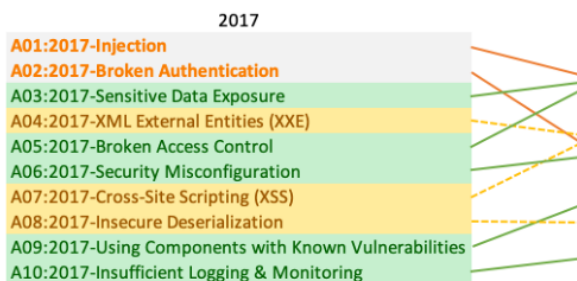 2017
A01:2017-Injection
A02:2017-Broken Authentication
A03:2017-Sensitive Data Exposure
A04:2017-XML External Entities (XXE)
A05:2017-Broken Access Control
A06:2017-Security Misconfiguration
A07:2017-Cross-Site Scripting (XSS)
A08:2017-Insecure Deserialization
A09:2017-Using Components with Known Vulnerabilities
A10:2017-Insufficient Logging & Monitoring